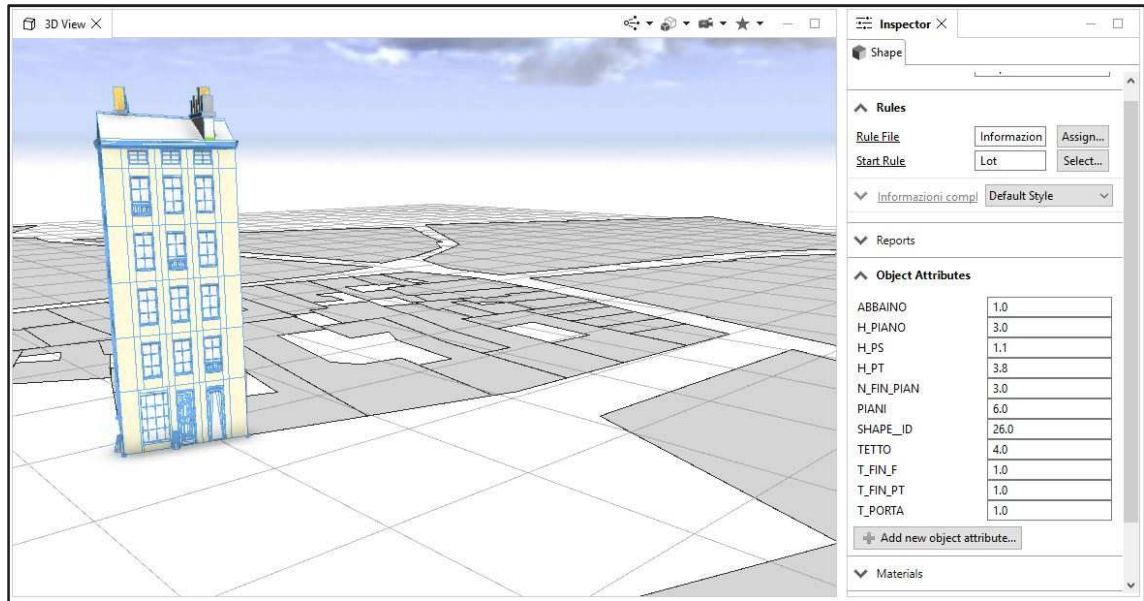 3D View
Inspector
Shape
Rules
Rule File Informazion Assign...
Start Rule Lot Select...
Informazioni compl Default Style
Reports
Object Attributes
ABBAINO 1.0
H_PIANO 3.0
H_PS 1.1
H_PT 3.8
N_FIN_PIAN 3.0
PIANI 6.0
SHAPE__ID 26.0
TETTO 4.0
T_FIN_F 1.0
T_FIN_PT 1.0
T_PORTA 1.0
Add new object attribute...
Materials